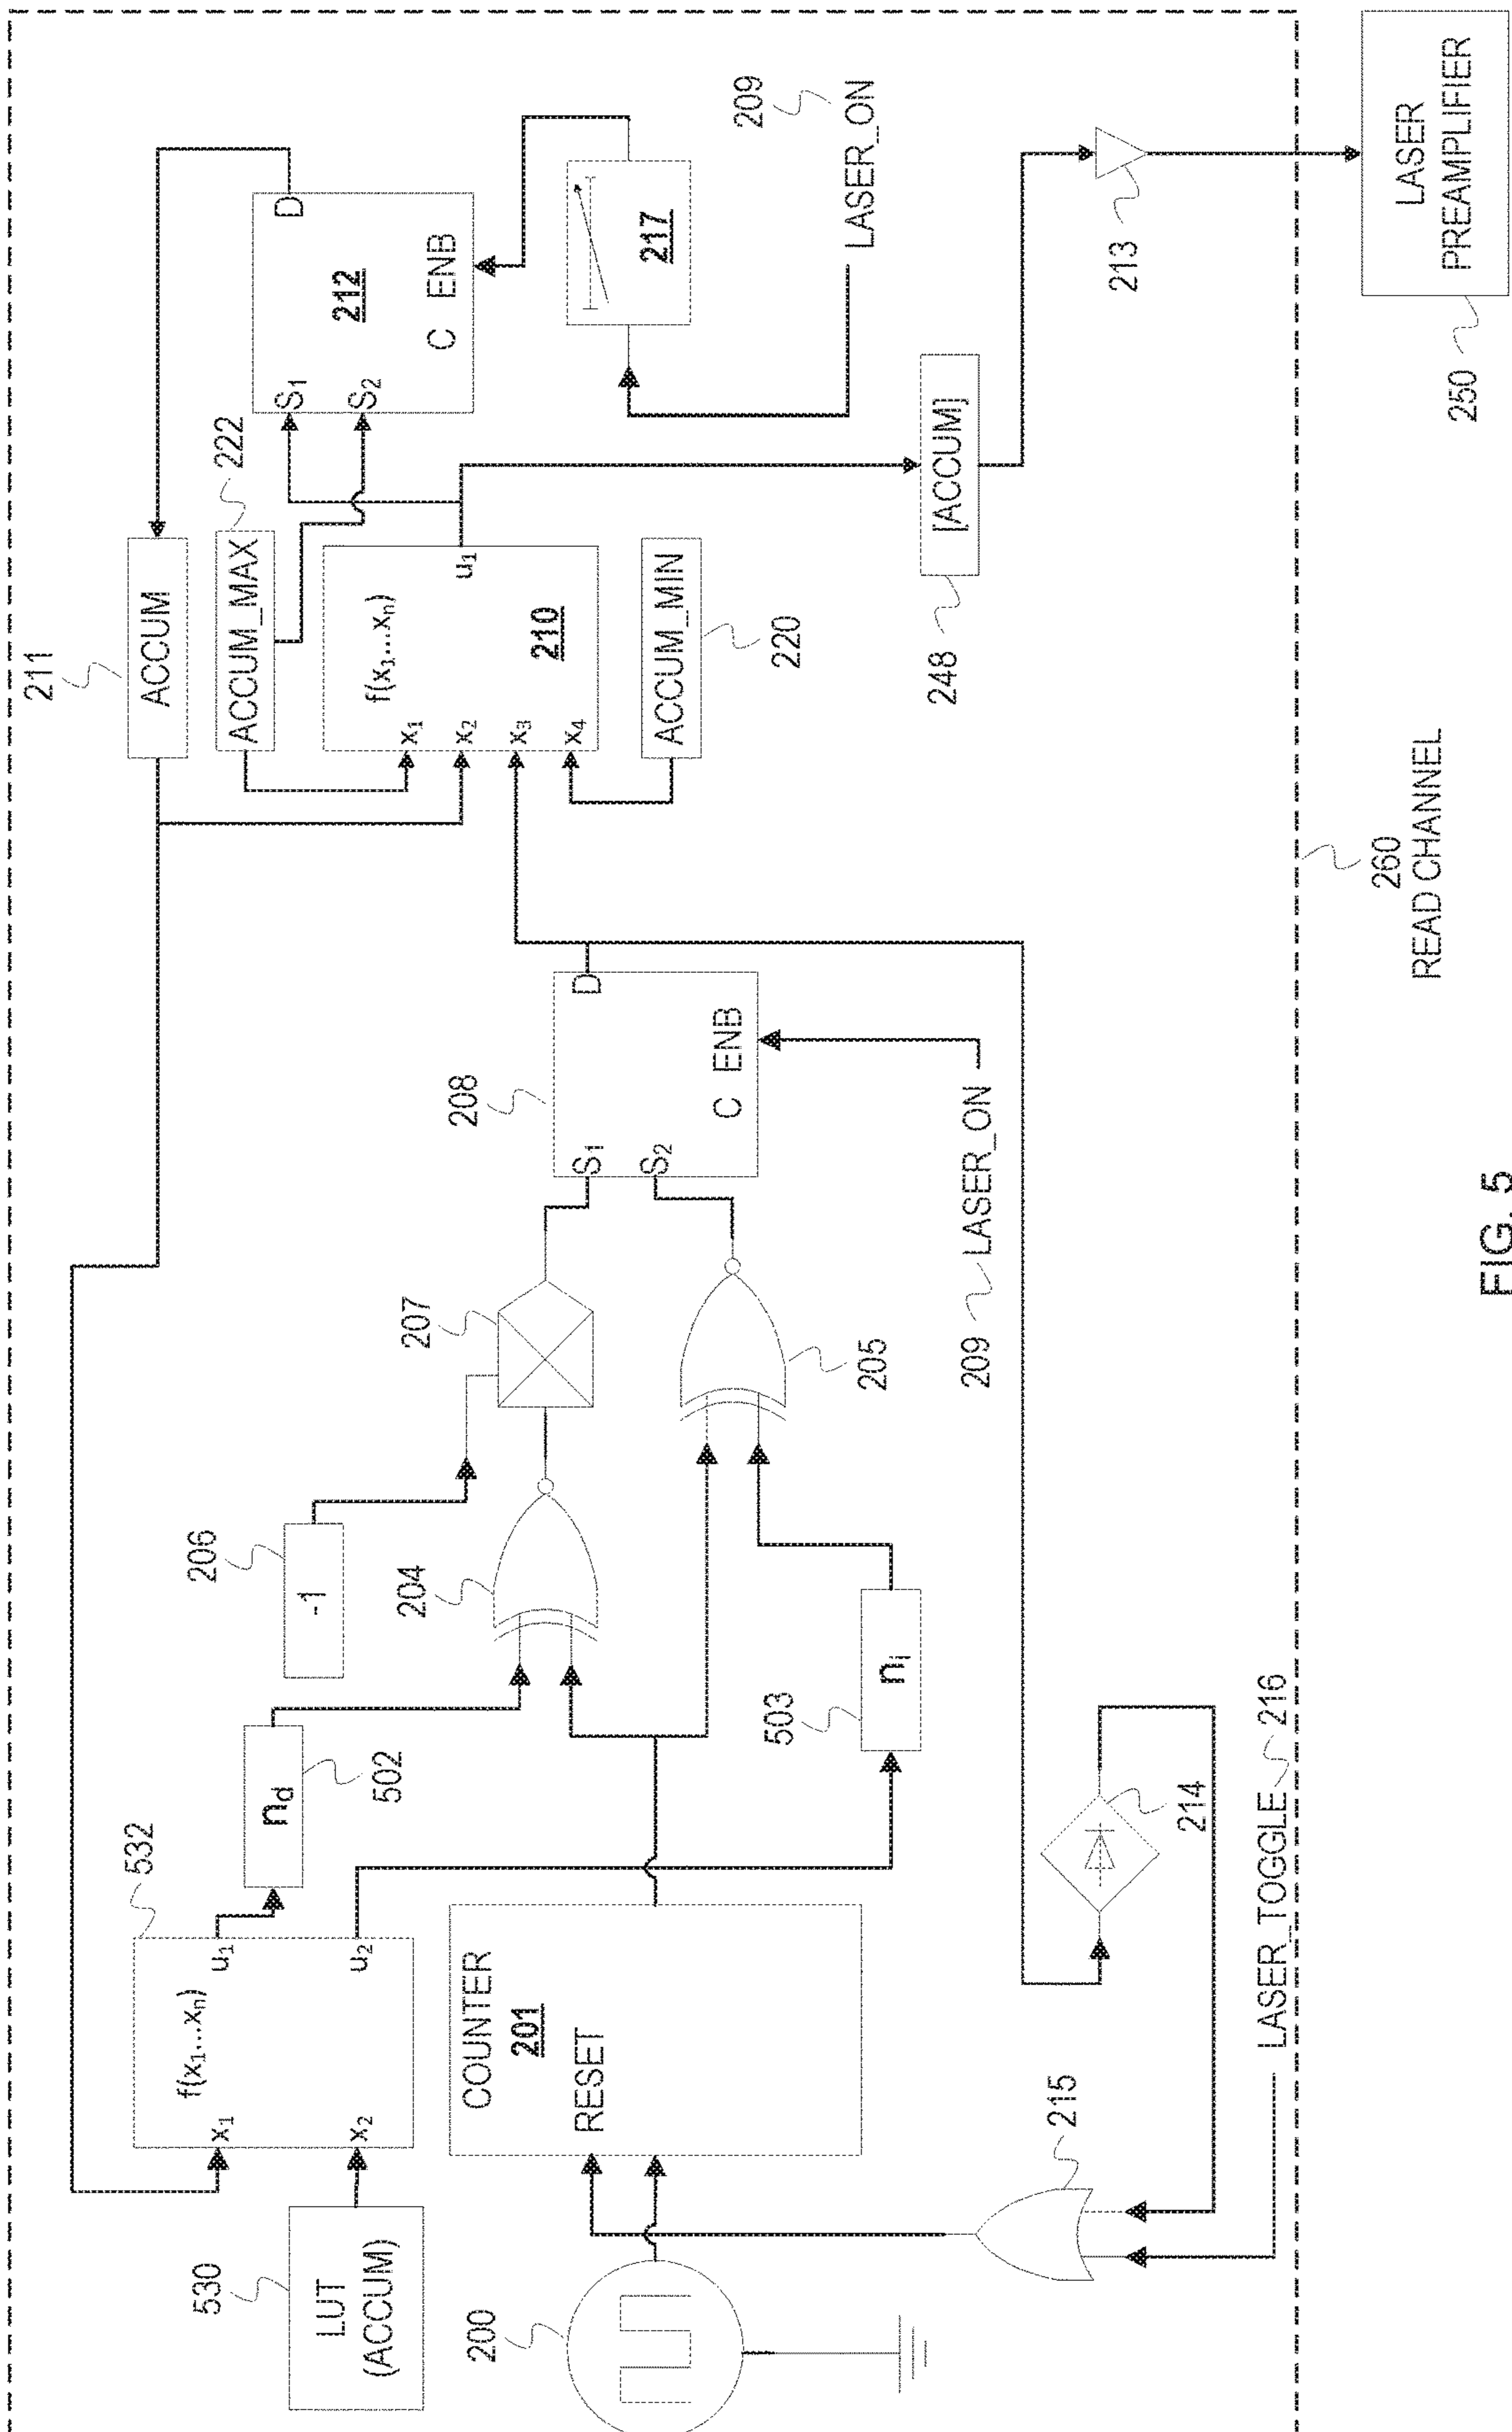 530
LUT
(ACCUM)
532
f(x₁...xₙ)
x₁
x₂
u₁
u₂
nd
502
206
-1
204
207
200
COUNTER
201
RESET
215
LASER_TOGGLE 216
214
503
nᵢ
205
208
S₁
S₂
D
C ENB
209 LASER_ON
211
ACCUM
222
ACCUM_MAX
f(x₃...xₙ)
x₁
x₂
x₃
x₄
u₁
210
ACCUM_MIN
220
S₁
S₂
D
212
C ENB
217
209
LASER_ON
248
[ACCUM]
213
260
READ CHANNEL
250
LASER
PREAMPLIFIER
FIG. 5